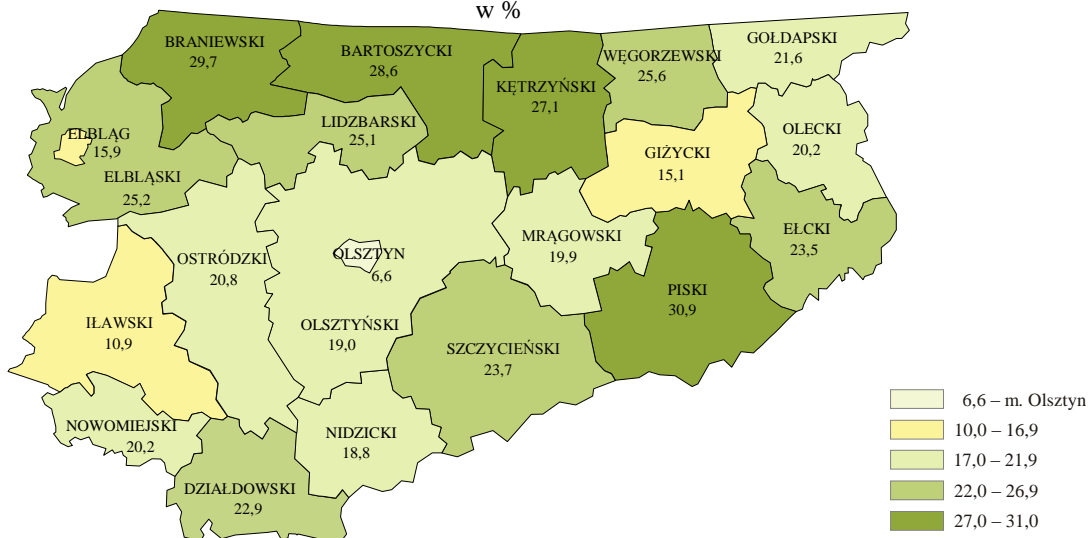 w %
BRANIEWSKI
29,7
BARTOSZYCKI
28,6
KĘTRZYŃSKI
27,1
WĘGORZEWSKI
25,6
GOŁDAPSKI
21,6
ELBLĄG
15,9
ELBLĄSKI
25,2
LIDZBARSKI
25,1
GIŻYCKI
15,1
OLECKI
20,2
OSTRÓDZKI
20,8
OLSZTYN
6,6
MRĄGOWSKI
19,9
EŁCKI
23,5
IŁAWSKI
10,9
OLSZTYŃSKI
19,0
SZCZYCIEŃSKI
23,7
PISKI
30,9
NOWOMIEJSKI
20,2
NIDZICKI
18,8
DZIAŁDOWSKI
22,9
6,6 – m. Olsztyn
10,0 – 16,9
17,0 – 21,9
22,0 – 26,9
27,0 – 31,0